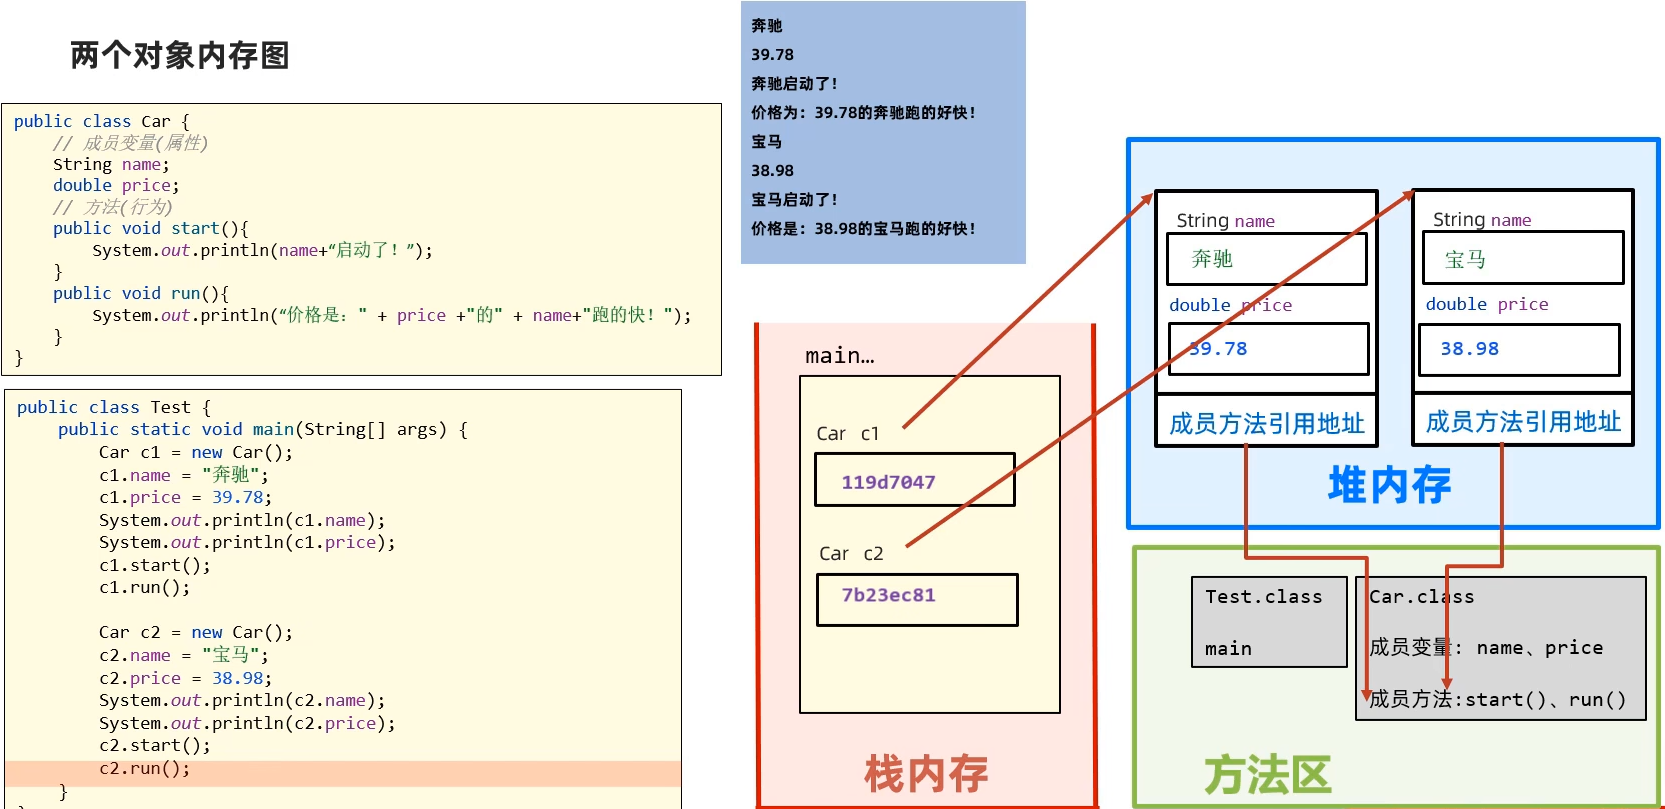 两个对象内存图
public class Car {
// 成员变量(属性)
String name;
double price;
// 方法(行为)
public void start(){
System.out.println(name+“启动了！”);
}
public void run(){
System.out.println(“价格是：" + price +"的" + name+"跑的快！");
}
}
public class Test {
public static void main(String[] args) {
Car c1 = new Car();
c1.name = "奔驰";
c1.price = 39.78;
System.out.println(c1.name);
System.out.println(c1.price);
c1.start();
c1.run();
Car c2 = new Car();
c2.name = "宝马";
c2.price = 38.98;
System.out.println(c2.name);
System.out.println(c2.price);
c2.start();
c2.run();
}
奔驰
39.78
奔驰启动了！
价格为：39.78的奔驰跑的好快！
宝马
38.98
宝马启动了！
价格是：38.98的宝马跑的好快！
main…
Car c1
119d7047
Car c2
7b23ec81
栈内存
String name
奔驰
double price
39.78
成员方法引用地址
String name
宝马
double price
38.98
成员方法引用地址
堆内存
Test.class
main
Car.class
成员变量: name、price
成员方法:start()、run()
方法区